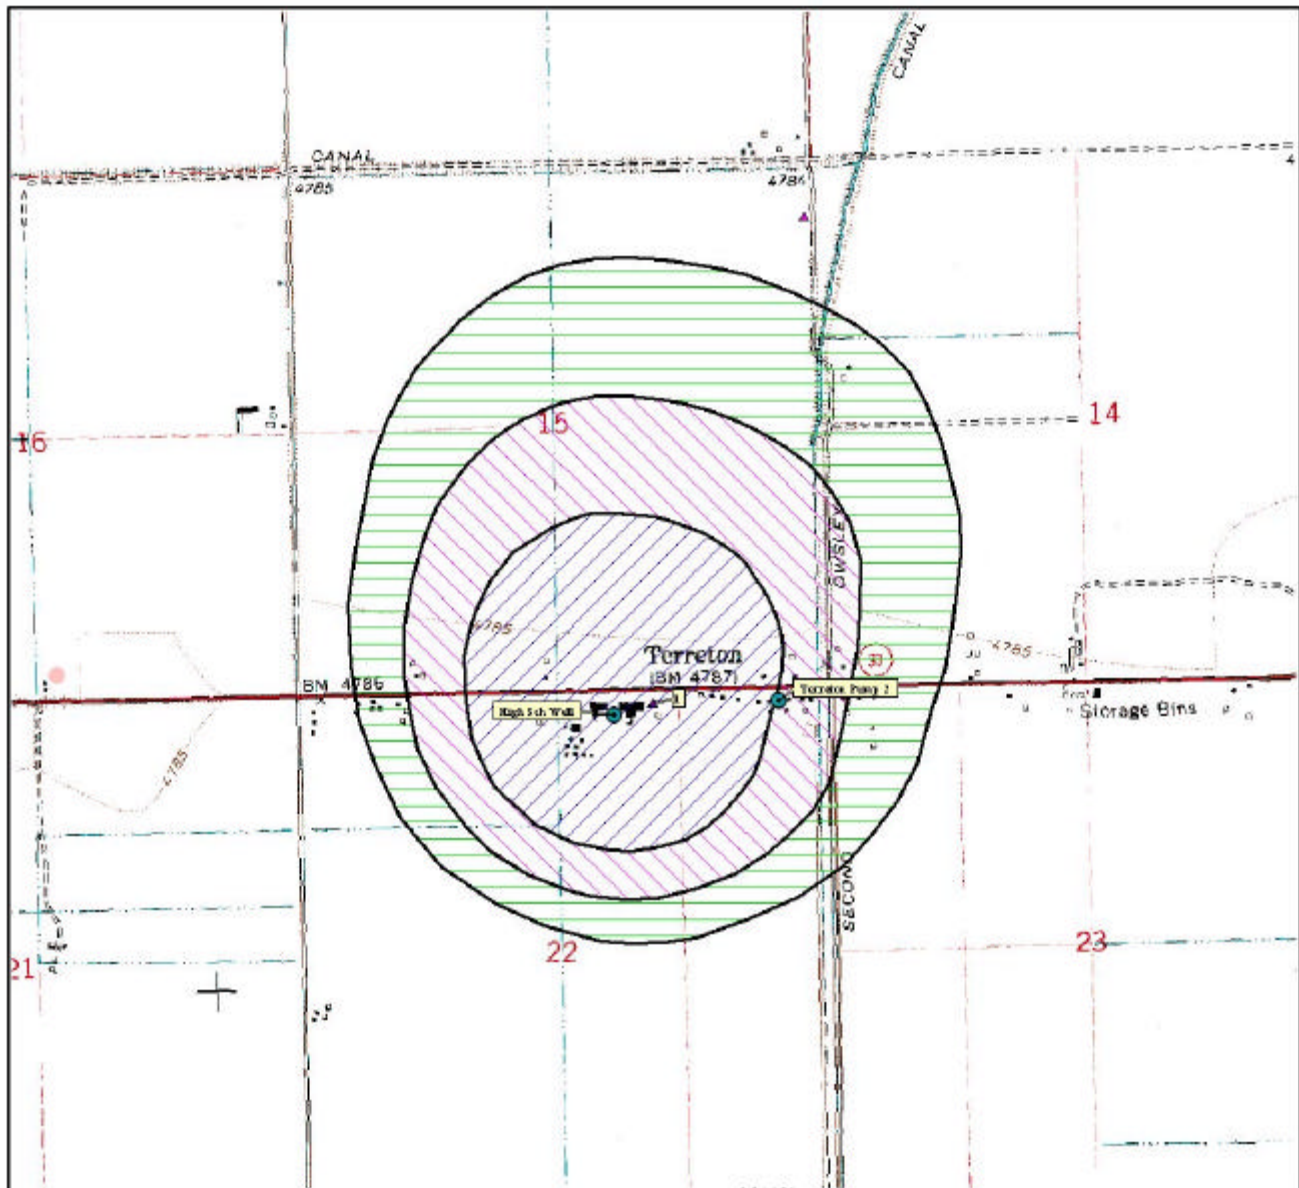 CANAL
CANAL
4785
4786
16
15
14
OWSLEY
4785
Terreton
(BM 4787)
33
4785
BM 4786
Terreton Pump 2
High Sch Well
Storage Bins
4785
SECOND
21
22
23